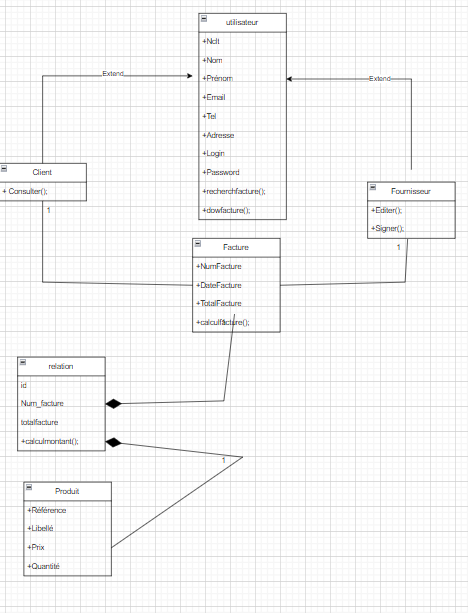 utilisateur
+NcIt
+Nom
+Prénom
+Email
+Tel
+Adresse
+Login
+Password
+recherchfacture();
+dowfacture();
Extend
Extend
Client
+ Consulter();
1
Fournisseur
+Editer();
+Signer();
1
Facture
+NumFacture
+DateFacture
+TotalFacture
+calculfacture();
relation
id
Num_facture
totalfacture
+calculmontant();
1
Produit
+Référence
+Libellé
+Prix
+Quantité